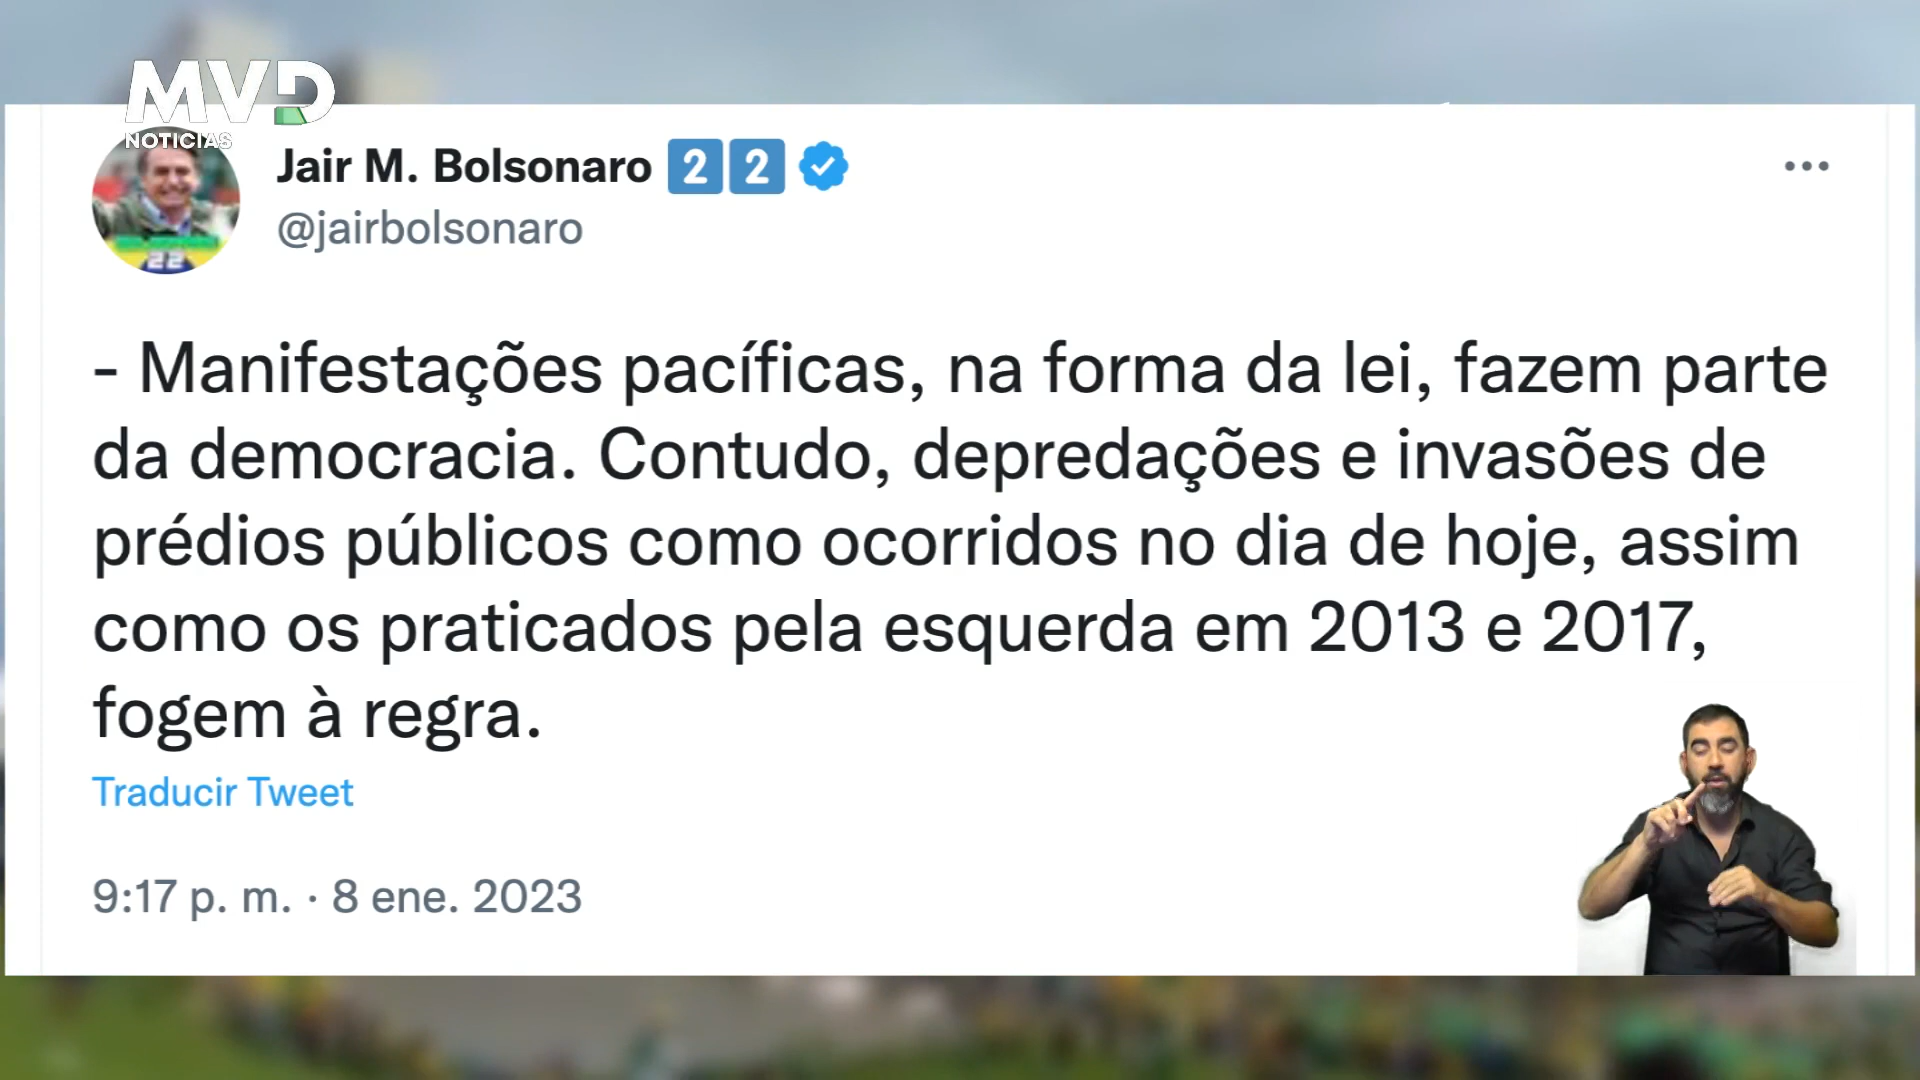 MVD
NOTICIAS
Jair M. Bolsonaro 2 2
@jairbolsonaro
- Manifestações pacíficas, na forma da lei, fazem parte
da democracia. Contudo, depredações e invasões de
prédios públicos como ocorridos no dia de hoje, assim
como os praticados pela esquerda em 2013 e 2017,
fogem à regra.
Traducir Tweet
9:17 p. m. · 8 ene. 2023